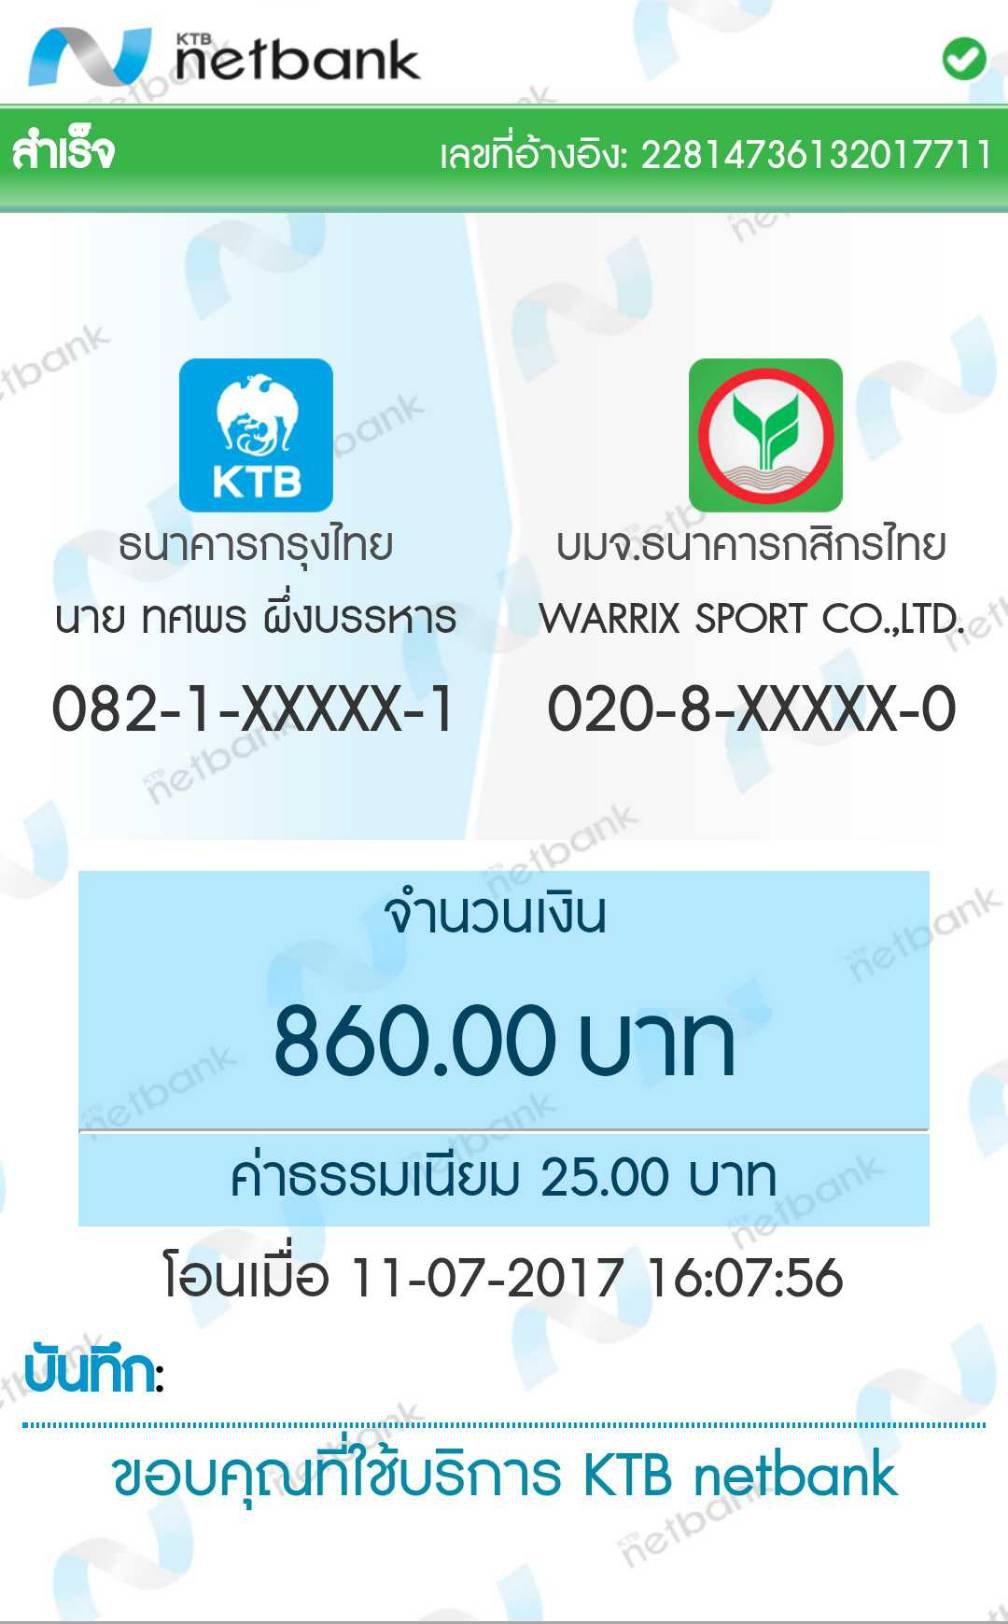 KTB
netbank
สำเร็จ
เลขที่อ้างอิง: 22814736132017711
KTB
ธนาคารกรุงไทย
บมจ.ธนาคารกสิกรไทย
นาย ทศพร ผึ่งบรรหาร
WARRIX SPORT CO.,LTD.
082-1-XXXXX-1
020-8-XXXXX-0
จำนวนเงิน
860.00 บาท
ค่าธรรมเนียม 25.00 บาท
โอนเมื่อ 11-07-2017 16:07:56
บันทึก:
ขอบคุณที่ใช้บริการ KTB netbank